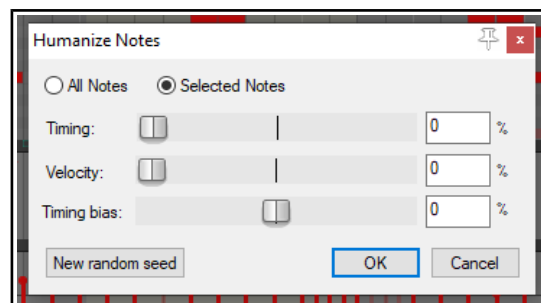 Humanize Notes x
All Notes Selected Notes
Timing: 0 %
Velocity: 0 %
Timing bias: 0 %
New random seed OK Cancel